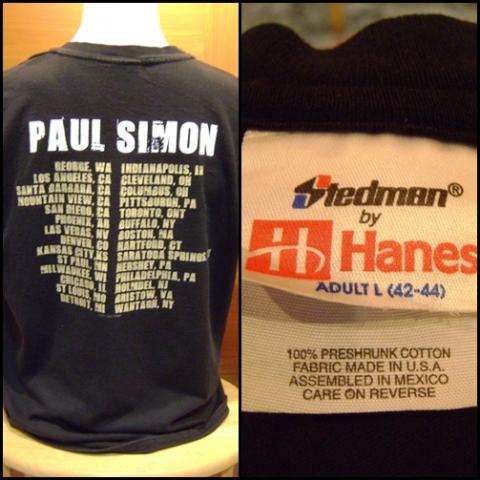 PAUL SIMON
GEORGE, WA INDIANAPOLIS, IN
LOS ANGELES, CA CLEVELAND, OH
SANTA BARBARA, CA COLUMBUS, OH
MOUNTAIN VIEW, CA PITTSBURGH, PA
SAN DIEGO, CA TORONTO, ONT
PHOENIX, AZ BUFFALO, NY
LAS VEGAS, NV BOSTON, MA
DENVER, CO HARTFORD, CT
KANSAS CITY, KS SARATOGA SPRINGS,
ST PAUL, MN HERSHEY, PA
MILWAUKEE, WI PHILADELPHIA, PA
CHICAGO, IL HOLMDEL, NJ
ST LOUIS, MO BRISTOW, VA
DETROIT, MI WANTAGH, NY
Stedman®
by
H Hanes
ADULT L (42-44)
100% PRESHRUNK COTTON
FABRIC MADE IN U.S.A.
ASSEMBLED IN MEXICO
CARE ON REVERSE